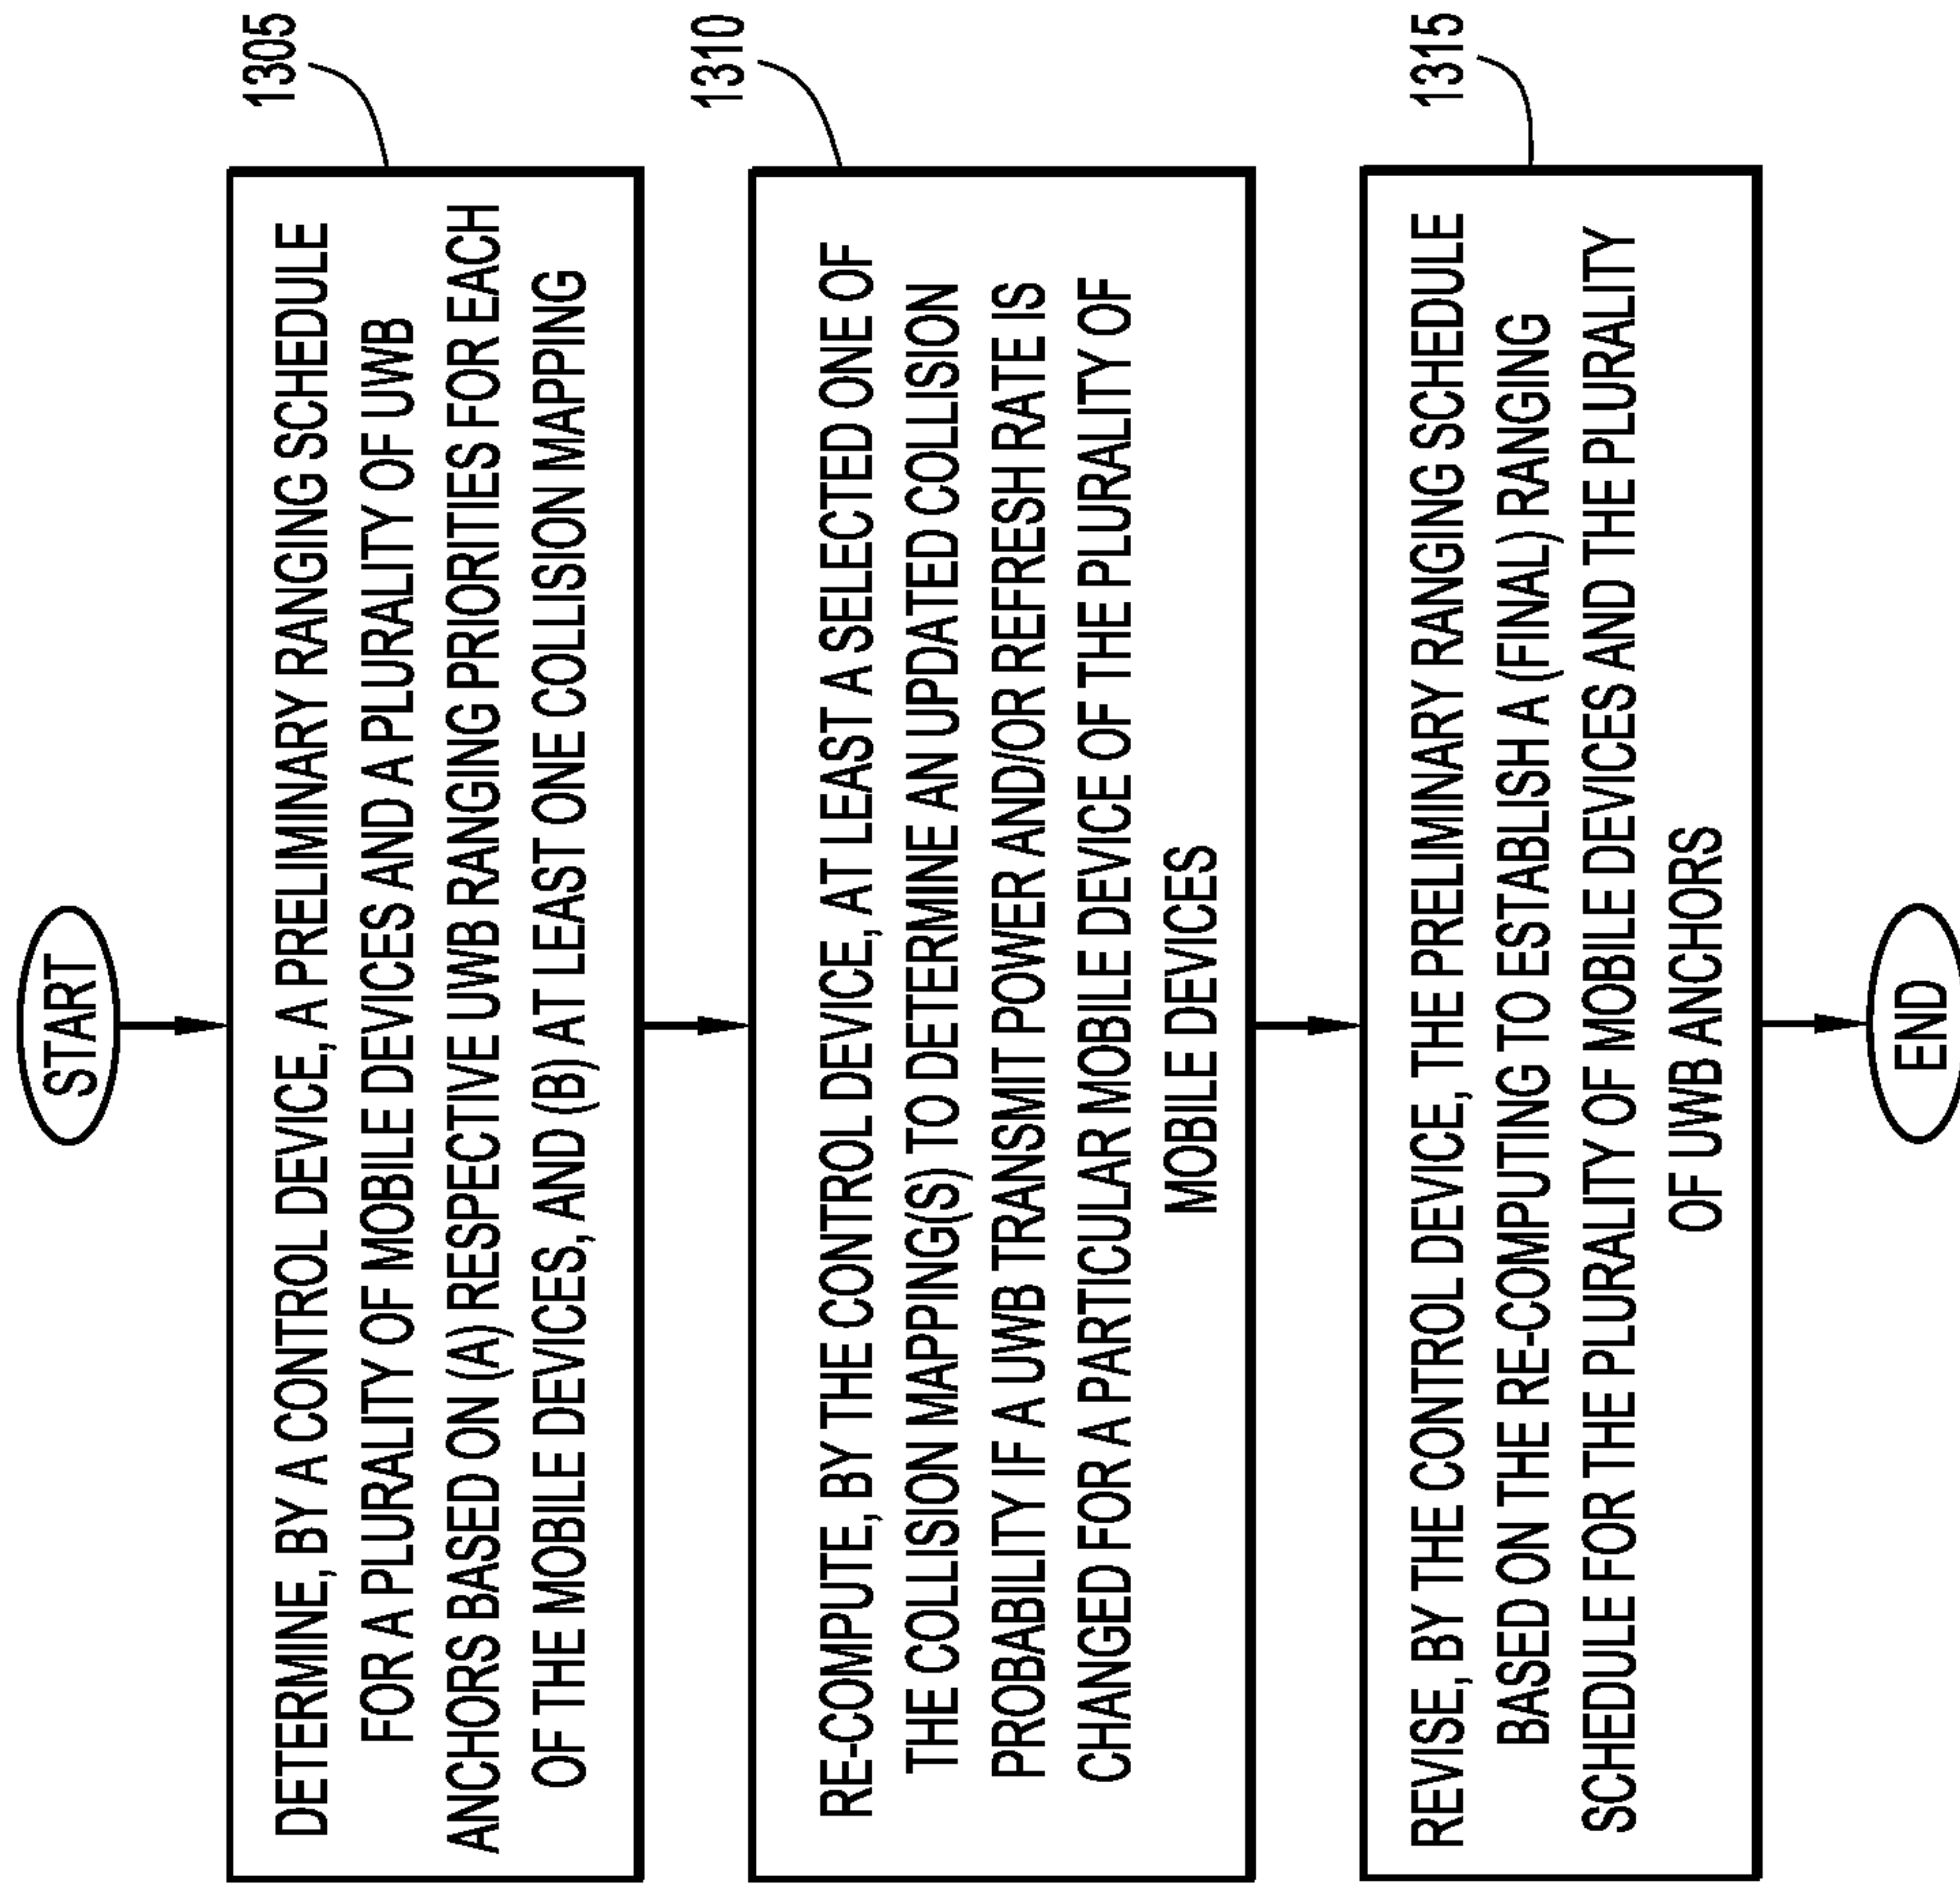 START
1305
DETERMINE, BY A CONTROL DEVICE, A PRELIMINARY RANGING SCHEDULE
FOR A PLURALITY OF MOBILE DEVICES AND A PLURALITY OF UWB
ANCHORS BASED ON (A) RESPECTIVE UWB RANGING PRIORITIES FOR EACH
OF THE MOBILE DEVICES, AND (B) AT LEAST ONE COLLISION MAPPING
1310
RE-COMPUTE, BY THE CONTROL DEVICE, AT LEAST A SELECTED ONE OF
THE COLLISION MAPPING(S) TO DETERMINE AN UPDATED COLLISION
PROBABILITY IF A UWB TRANSMIT POWER AND/OR REFRESH RATE IS
CHANGED FOR A PARTICULAR MOBILE DEVICE OF THE PLURALITY OF
MOBILE DEVICES
1315
REVISE, BY THE CONTROL DEVICE, THE PRELIMINARY RANGING SCHEDULE
BASED ON THE RE-COMPUTING TO ESTABLISH A (FINAL) RANGING
SCHEDULE FOR THE PLURALITY OF MOBILE DEVICES AND THE PLURALITY
OF UWB ANCHORS
END